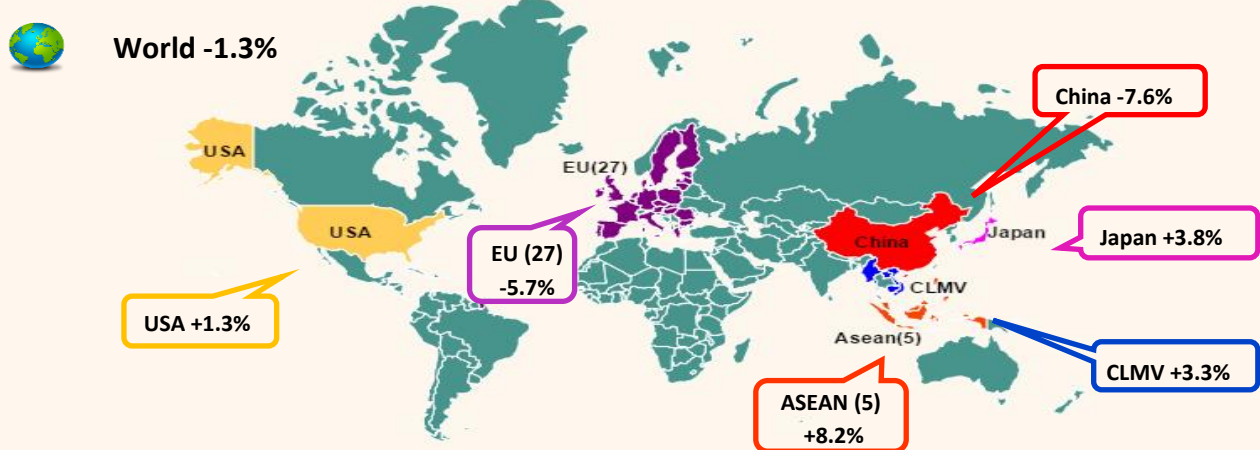 World -1.3%
China -7.6%
USA
EU(27)
USA
China
Japan
EU (27)
-5.7%
Japan +3.8%
CLMV
USA +1.3%
Asean(5)
CLMV +3.3%
ASEAN (5)
+8.2%